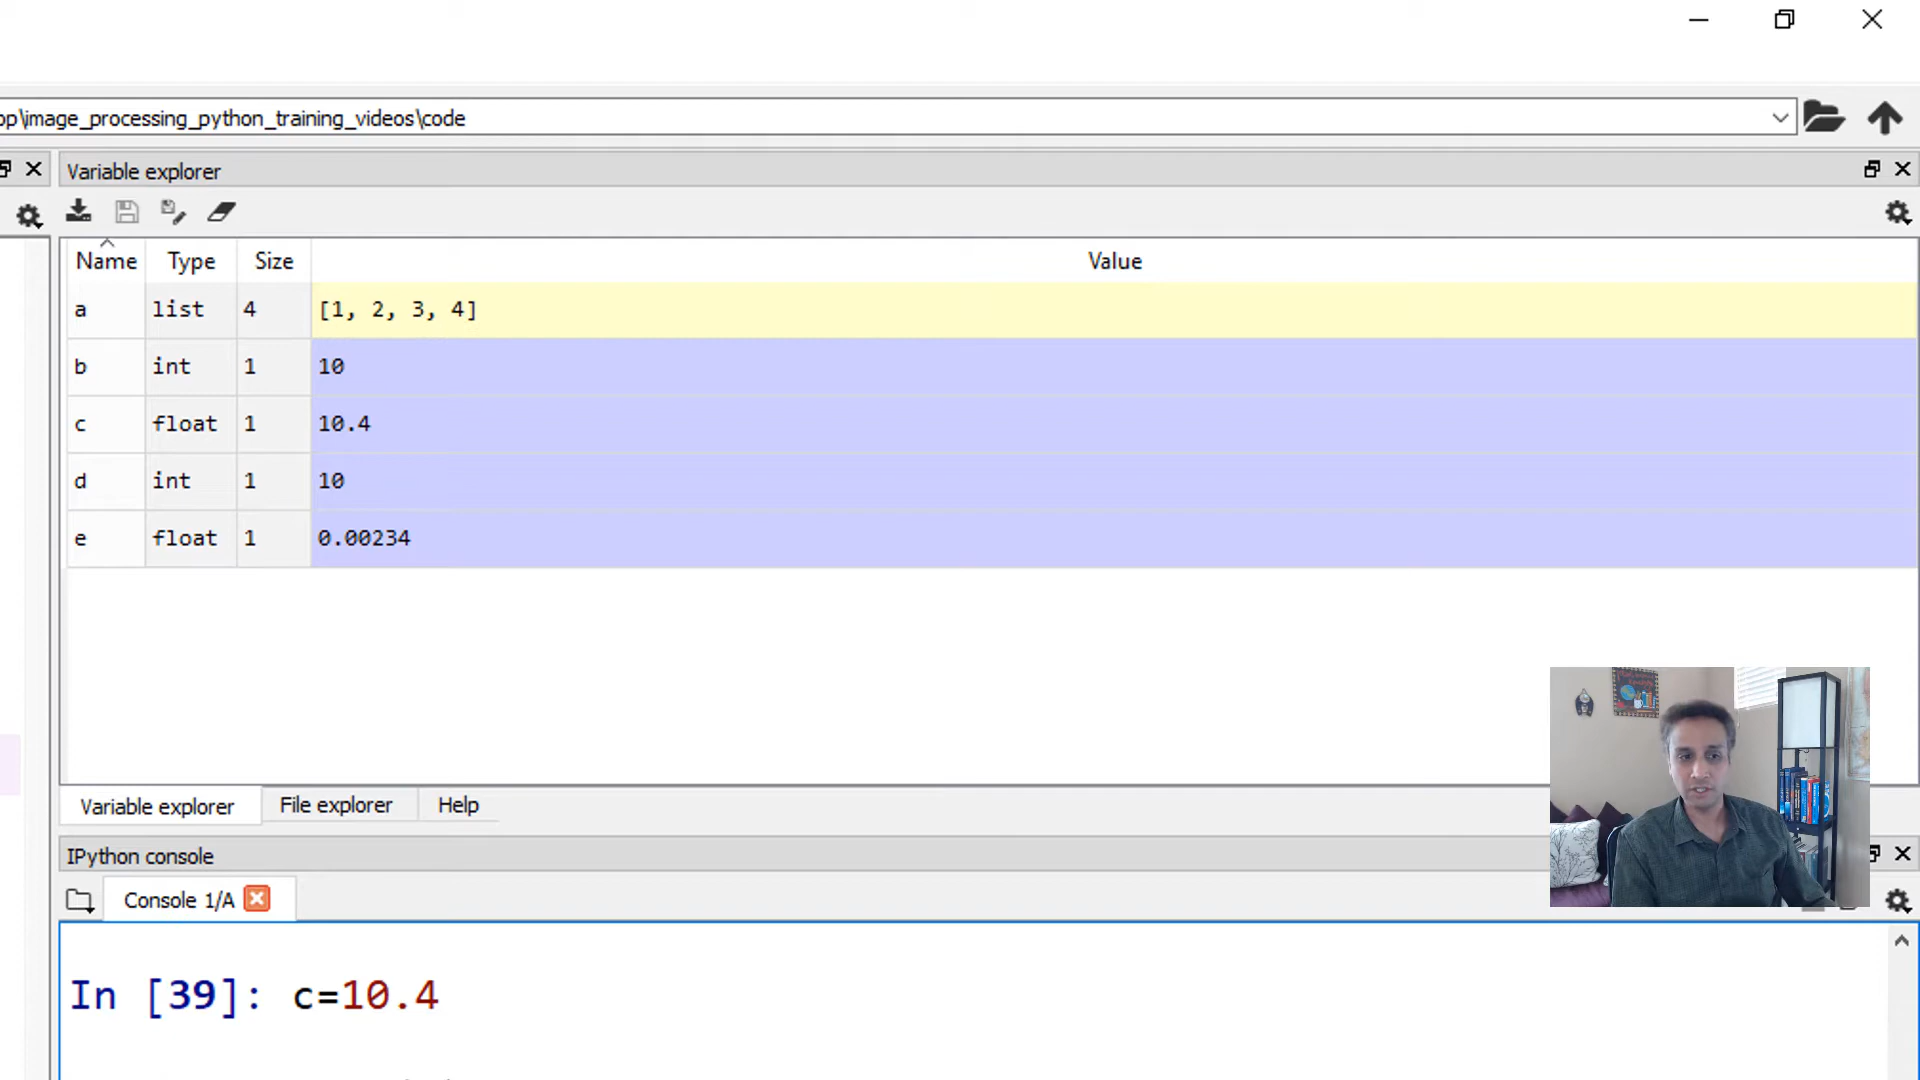 op\image_processing_python_training_videos\code
Variable explorer
Name Type Size Value
a list 4 [1, 2, 3, 4]
b int 1 10
c float 1 10.4
d int 1 10
e float 1 0.00234
Variable explorer File explorer Help
IPython console
Console 1/A
In [39]: c=10.4